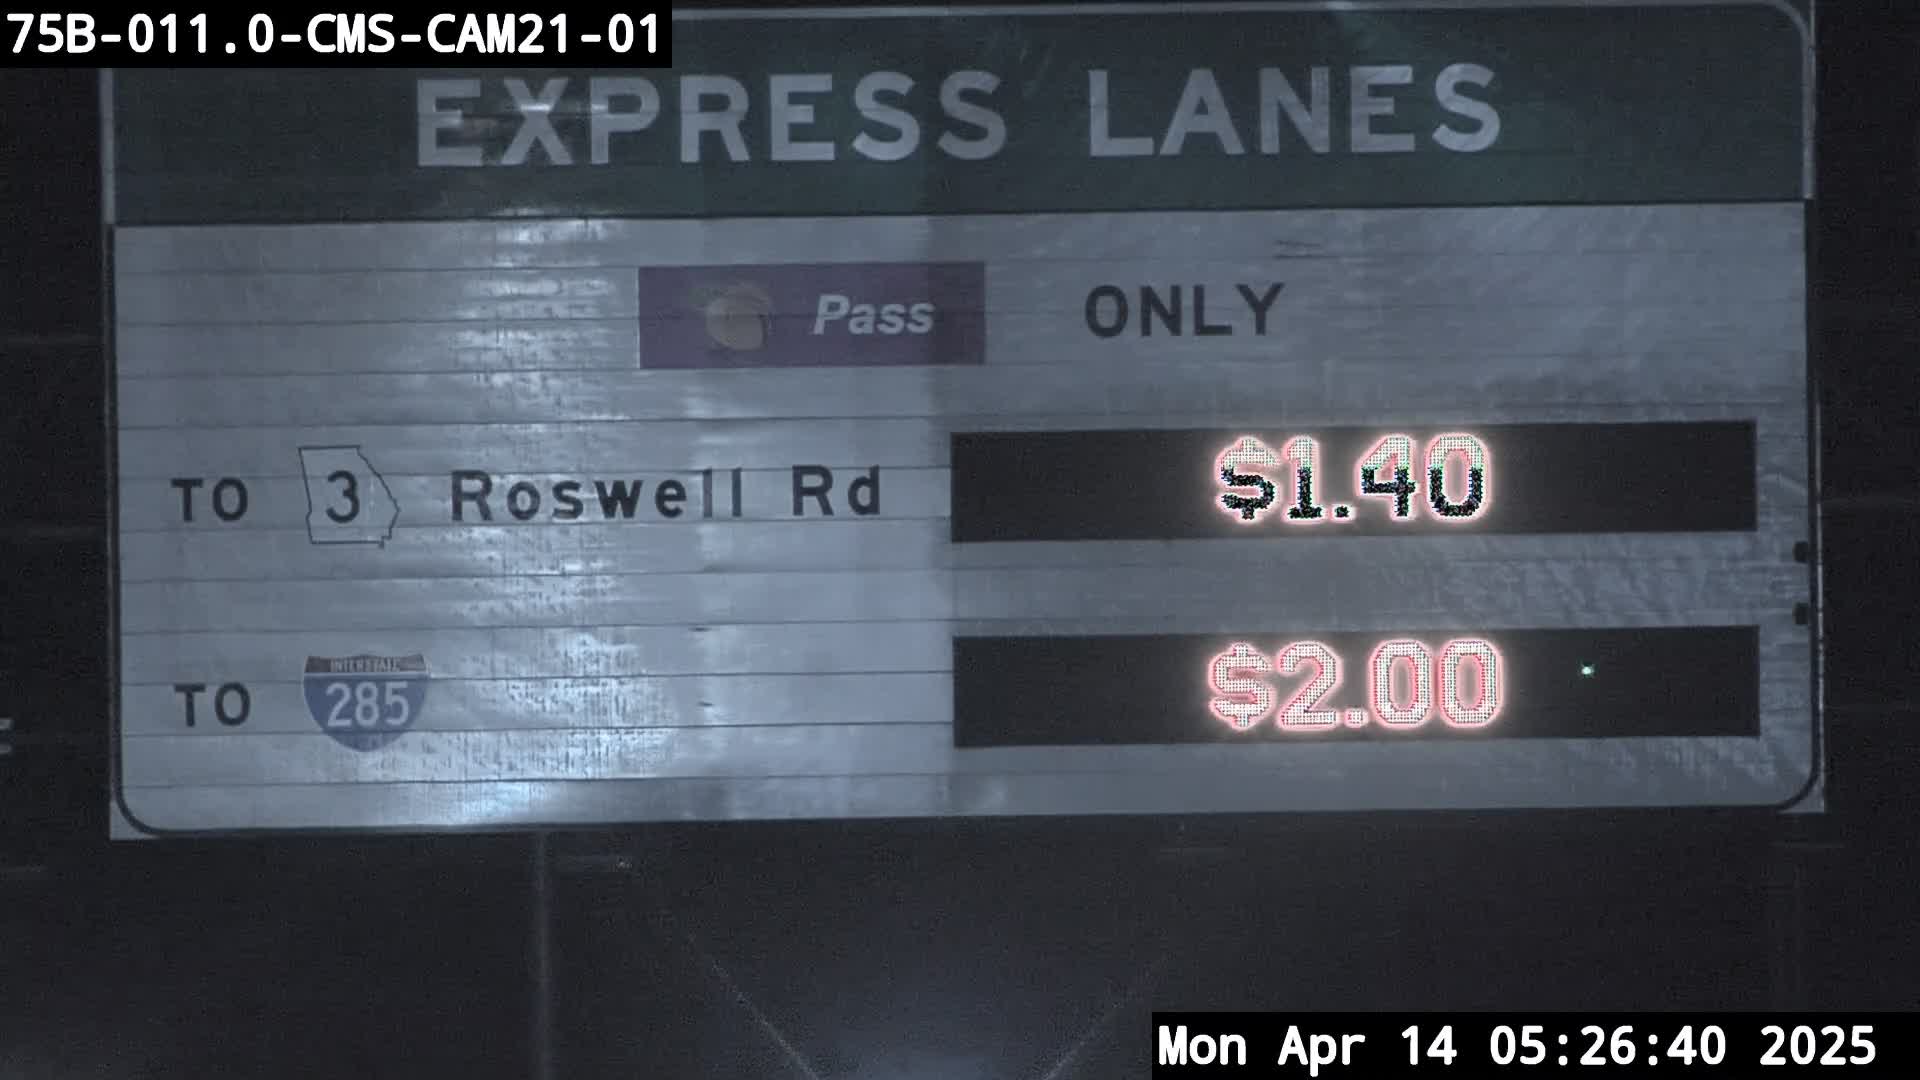 75B-011.0-CMS-CAM21-01
EXPRESS LANES
Pass ONLY
TO 3 Roswell Rd $1.40
TO INTERSTATE 285 $2.00
Mon Apr 14 05:26:40 2025